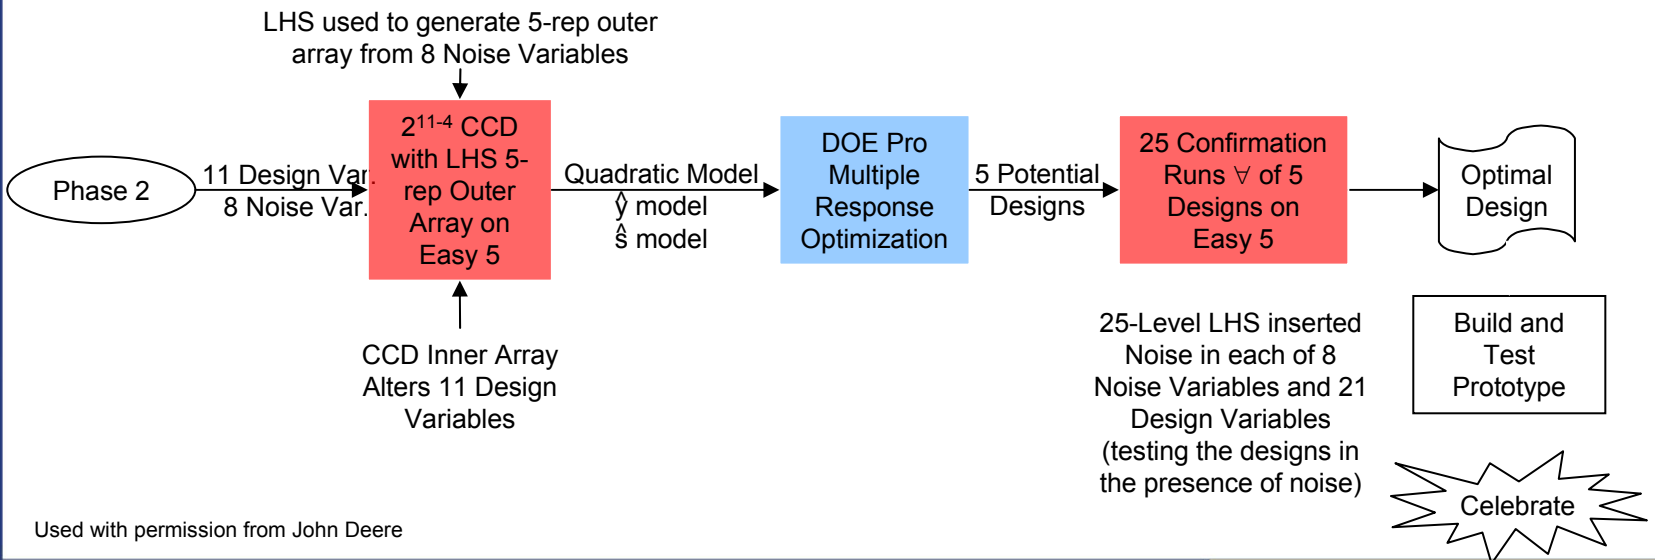 LHS used to generate 5-rep outer
array from 8 Noise Variables
Phase 2
11 Design Var.
8 Noise Var.
2¹¹⁻⁴ CCD
with LHS 5-
rep Outer
Array on
Easy 5
CCD Inner Array
Alters 11 Design
Variables
Quadratic Model
ŷ model
ŝ model
DOE Pro
Multiple
Response
Optimization
5 Potential
Designs
25 Confirmation
Runs ∀ of 5
Designs on
Easy 5
25-Level LHS inserted
Noise in each of 8
Noise Variables and 21
Design Variables
(testing the designs in
the presence of noise)
Optimal
Design
Build and
Test
Prototype
Celebrate
Used with permission from John Deere